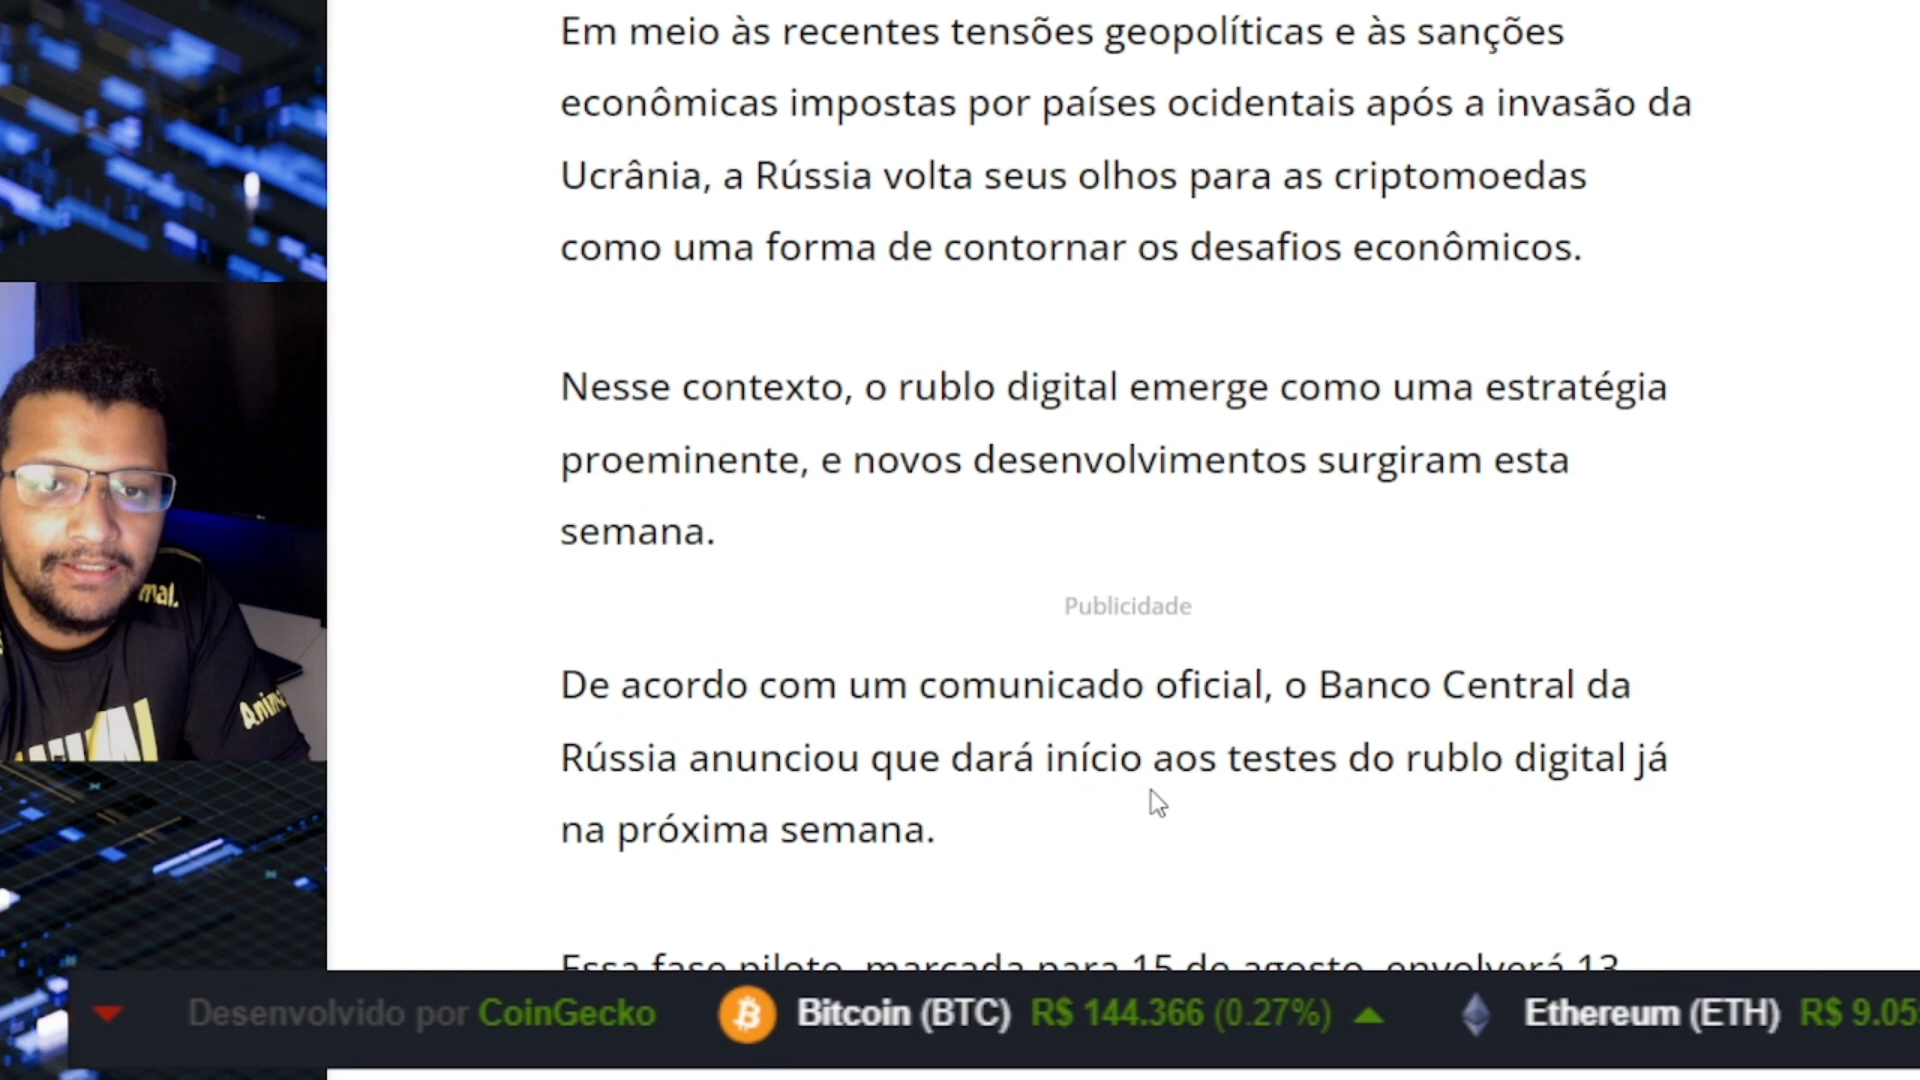 Em meio às recentes tensões geopolíticas e às sanções
econômicas impostas por países ocidentais após a invasão da
Ucrânia, a Rússia volta seus olhos para as criptomoedas
como uma forma de contornar os desafios econômicos.
Nesse contexto, o rublo digital emerge como uma estratégia
proeminente, e novos desenvolvimentos surgiram esta
semana.
Publicidade
De acordo com um comunicado oficial, o Banco Central da
Rússia anunciou que dará início aos testes do rublo digital já
na próxima semana.
Essa fase piloto, marcada para 15 de agosto, envolverá 13
Desenvolvido por CoinGecko Bitcoin (BTC) R$ 144.366 (0.27%) Ethereum (ETH) R$ 9.05
mal.